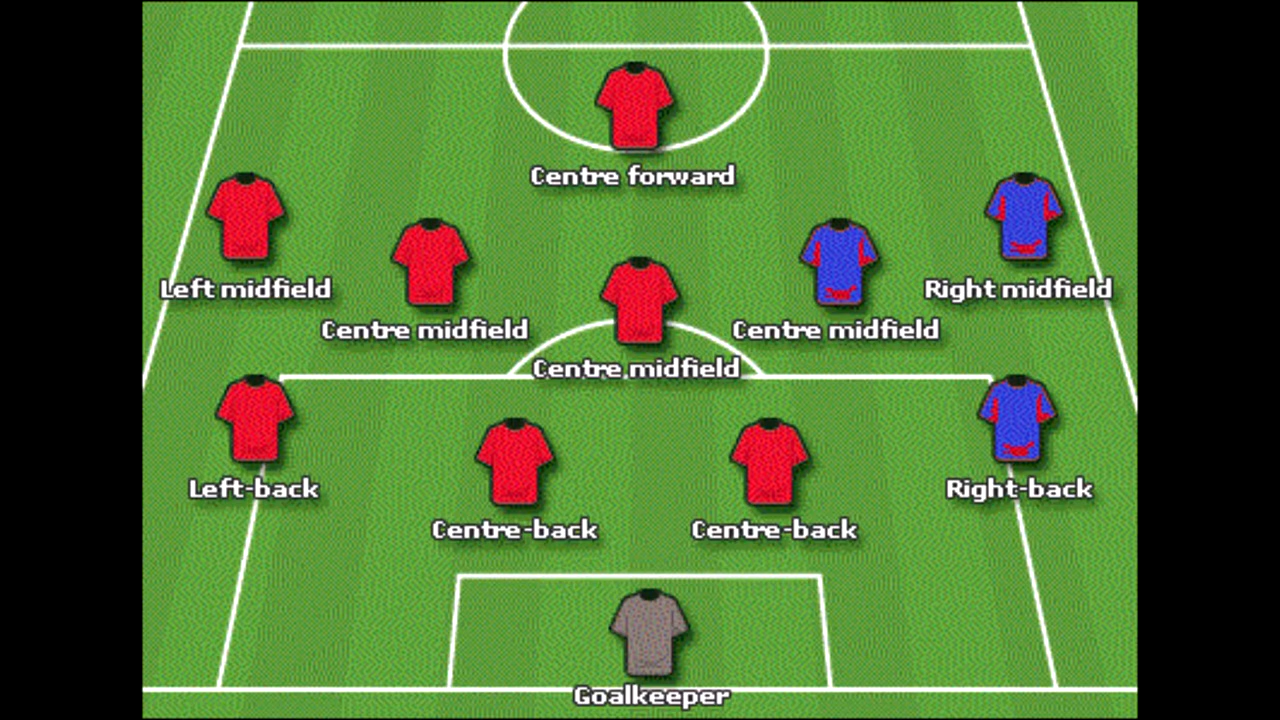 Centre forward
Left midfield
Right midfield
Centre midfield
Centre midfield
Centre midfield
Left-back
Right-back
Centre-back
Centre-back
Goalkeeper